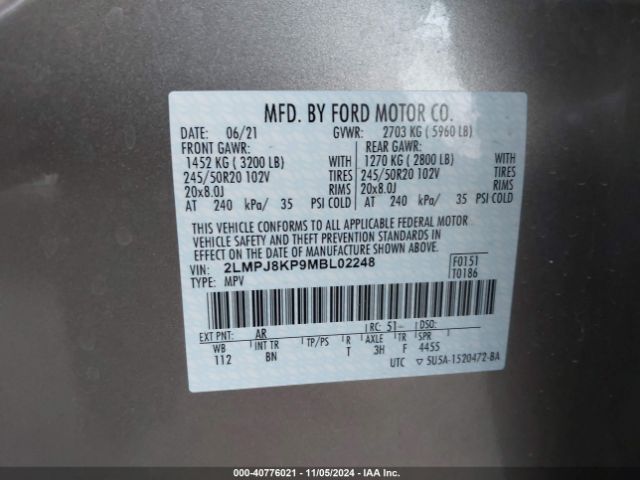 MFD. BY FORD MOTOR CO.
DATE: 06/21 GVWR: 2703 KG ( 5960 LB)
FRONT GAWR: REAR GAWR:
1452 KG ( 3200 LB) WITH 1270 KG ( 2800 LB) WITH
245/50R20 102V TIRES 245/50R20 102V TIRES
20x8.0J RIMS 20x8.0J RIMS
AT 240 kPa/ 35 PSI COLD AT 240 kPa/ 35 PSI COLD
THIS VEHICLE CONFORMS TO ALL APPLICABLE FEDERAL MOTOR
VEHICLE SAFETY AND THEFT PREVENTION STANDARDS IN
EFFECT ON THE DATE OF MANUFACTURE SHOWN ABOVE.
VIN: 2LMPJ8KP9MBL02248 F0151
TYPE: MPV T0186
EXT PNT: AR RC: 51 DSO:
WB INT TR TP/PS R AXLE TR SPR
112 BN T 3H F 4455
UTC ▽ 5U5A-1520472-BA
000-40776021 - 11/05/2024 - IAAI.COM